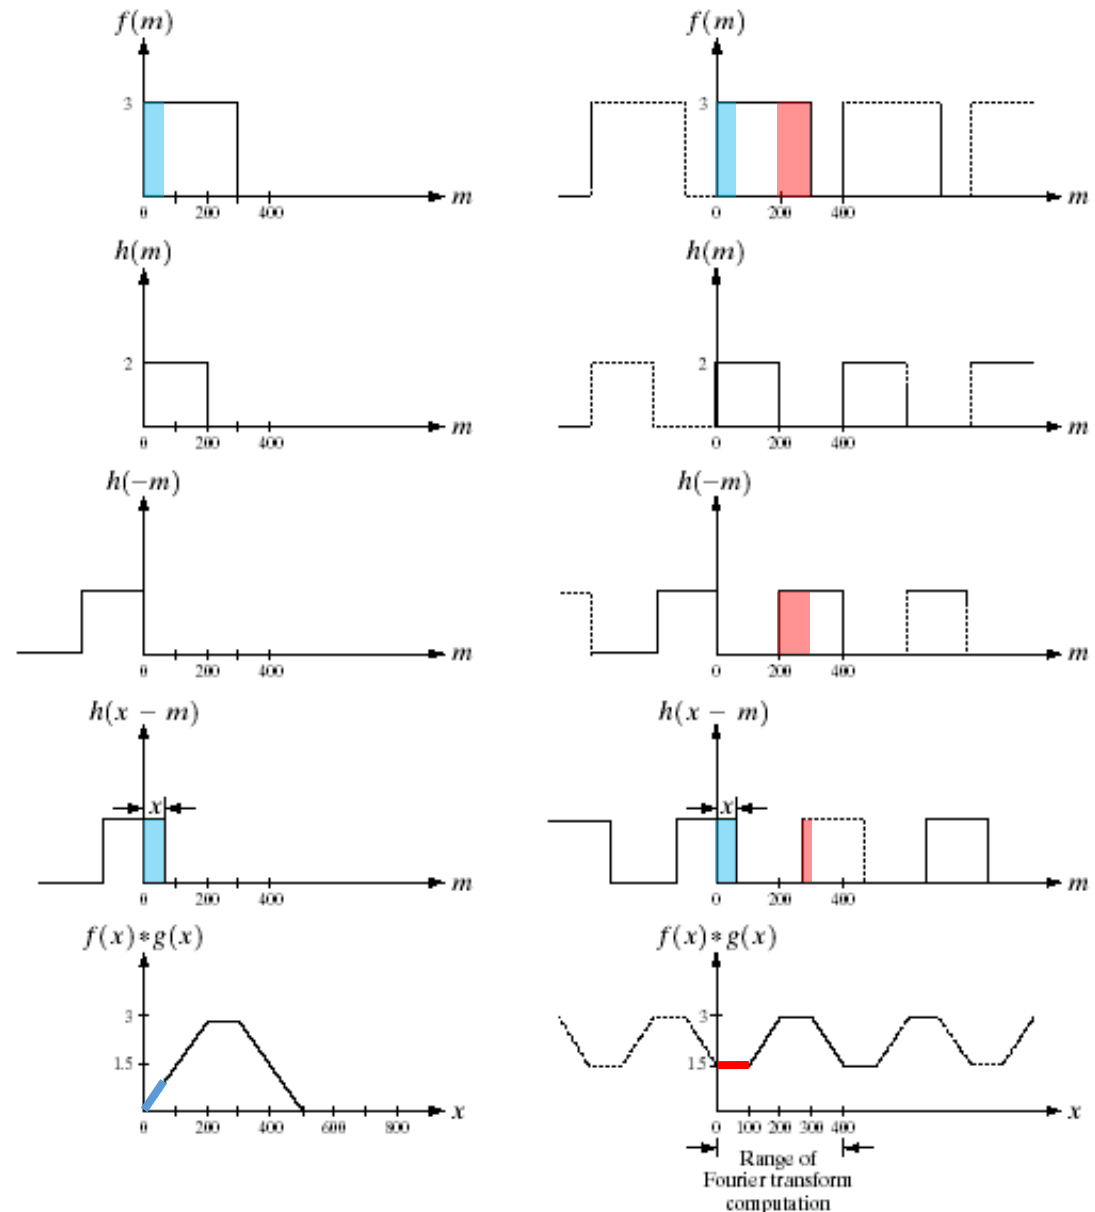 f(m)
3
0 200 400 m
h(m)
2
0 200 400 m
h(−m)
0 200 400 m
h(x − m)
x
0 200 400 m
f(x)*g(x)
3
1.5
0 200 400 600 800 x
f(m)
3
0 200 400 m
h(m)
2
0 200 400 m
h(−m)
0 200 400 m
h(x − m)
x
0 200 400 m
f(x)*g(x)
3
1.5
0 100 200 300 400 x
Range of
Fourier transform
computation